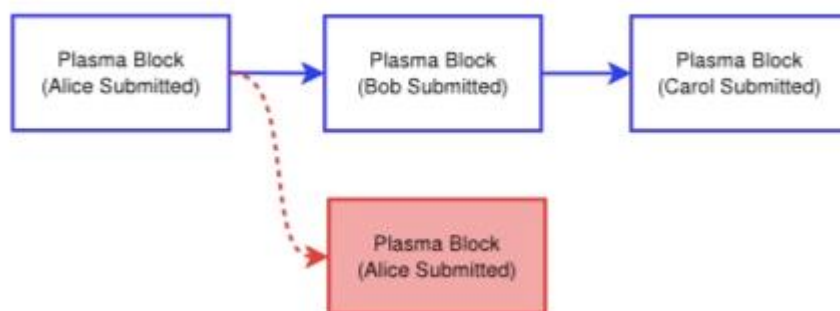 Plasma Block
(Alice Submitted)
Plasma Block
(Bob Submitted)
Plasma Block
(Carol Submitted)
Plasma Block
(Alice Submitted)